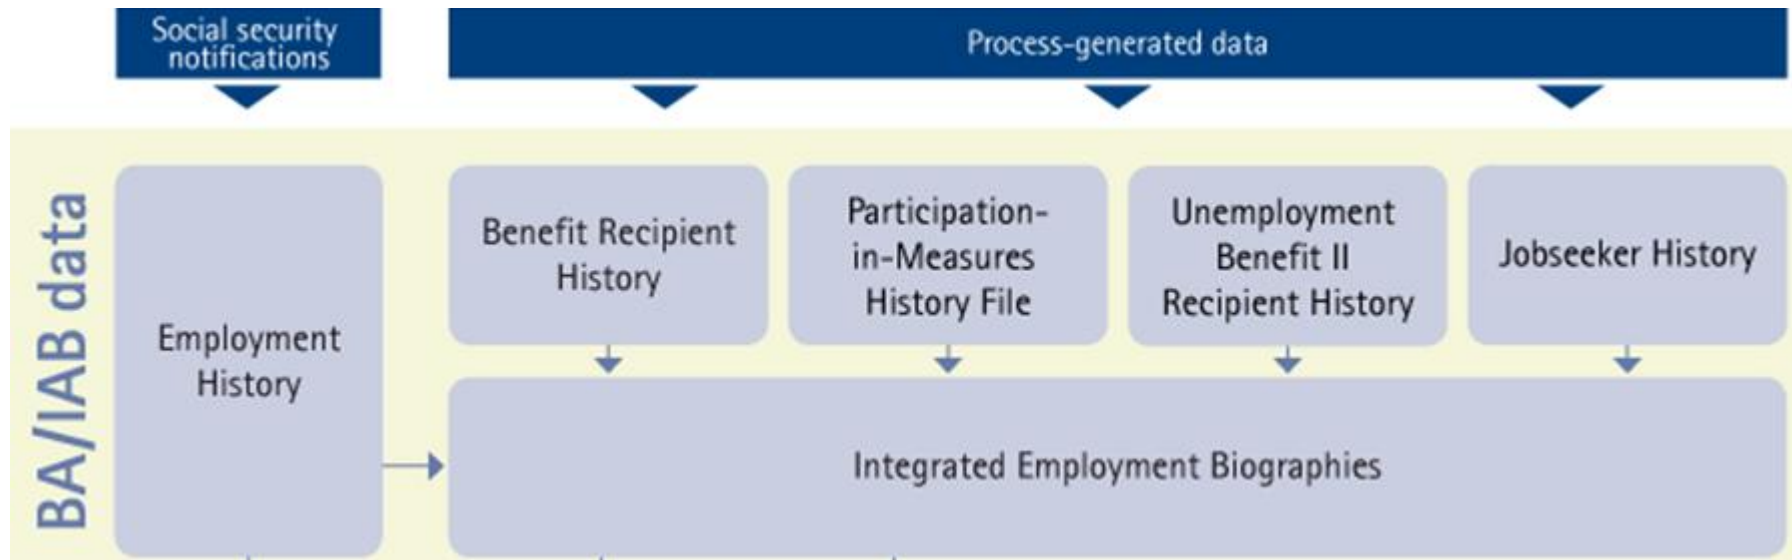 Social security
notifications
Process-generated data
BA/IAB data
Employment
History
Benefit Recipient
History
Participation-
in-Measures
History File
Unemployment
Benefit II
Recipient History
Jobseeker History
Integrated Employment Biographies